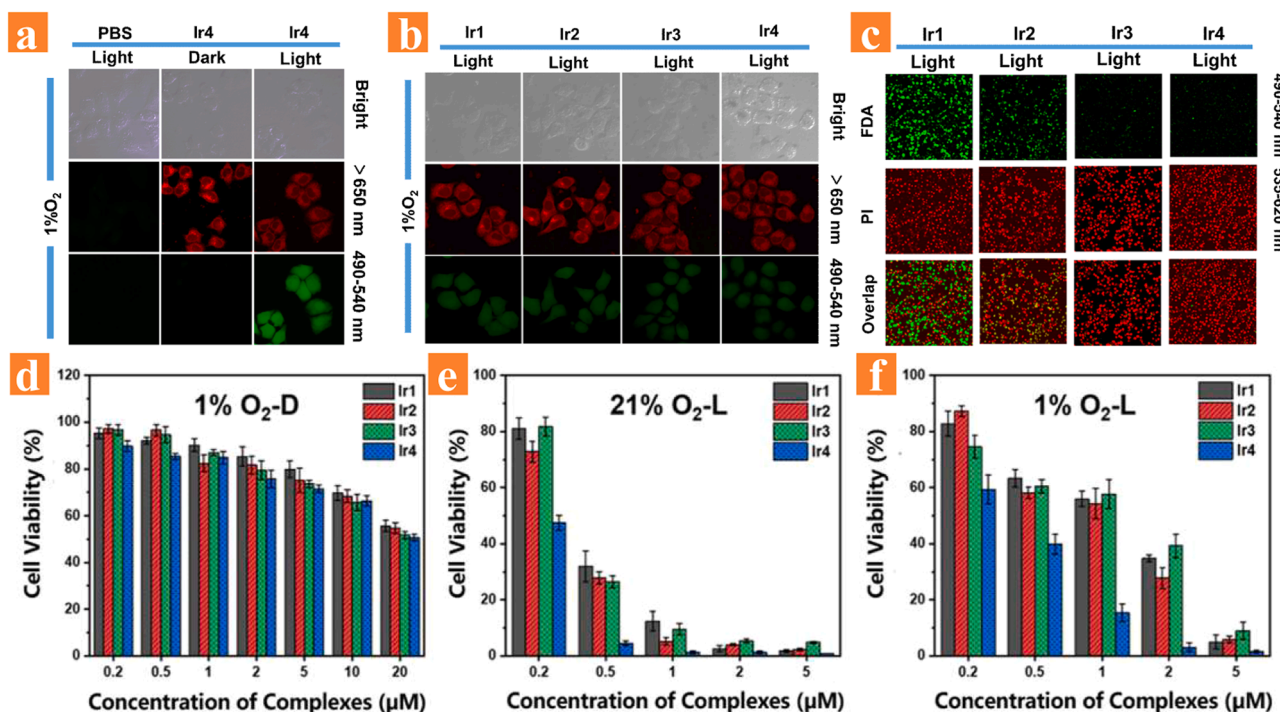 a
PBS Ir4 Ir4
Light Dark Light
1%O₂
Bright
> 650 nm
490-540 nm
b
Ir1 Ir2 Ir3 Ir4
Light Light Light Light
1%O₂
Bright
> 650 nm
490-540 nm
c
Ir1 Ir2 Ir3 Ir4
Light Light Light Light
FDA
PI
Overlap
490-540 nm
d
1% O₂-D
Ir1
Ir2
Ir3
Ir4
Cell Viability (%)
120
100
80
60
40
20
0
0.2 0.5 1 2 5 10 20
Concentration of Complexes (µM)
e
21% O₂-L
Ir1
Ir2
Ir3
Ir4
Cell Viability (%)
100
80
60
40
20
0
0.2 0.5 1 2 5
Concentration of Complexes (µM)
f
1% O₂-L
Ir1
Ir2
Ir3
Ir4
Cell Viability (%)
100
80
60
40
20
0
0.2 0.5 1 2 5
Concentration of Complexes (µM)